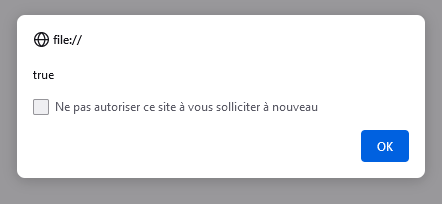 file://
true
Ne pas autoriser ce site à vous solliciter à nouveau
OK